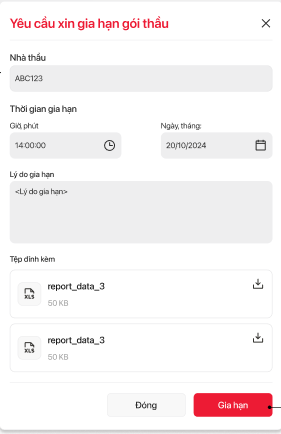 Yêu cầu xin gia hạn gói thầu
Nhà thầu
ABC123
Thời gian gia hạn
Giờ, phút
Ngày, tháng:
14:00:00
20/10/2024
Lý do gia hạn
<Lý do gia hạn>
Tệp đính kèm
report_data_3
XLS
50 KB
report_data_3
XLS
50 KB
Đóng
Gia hạn